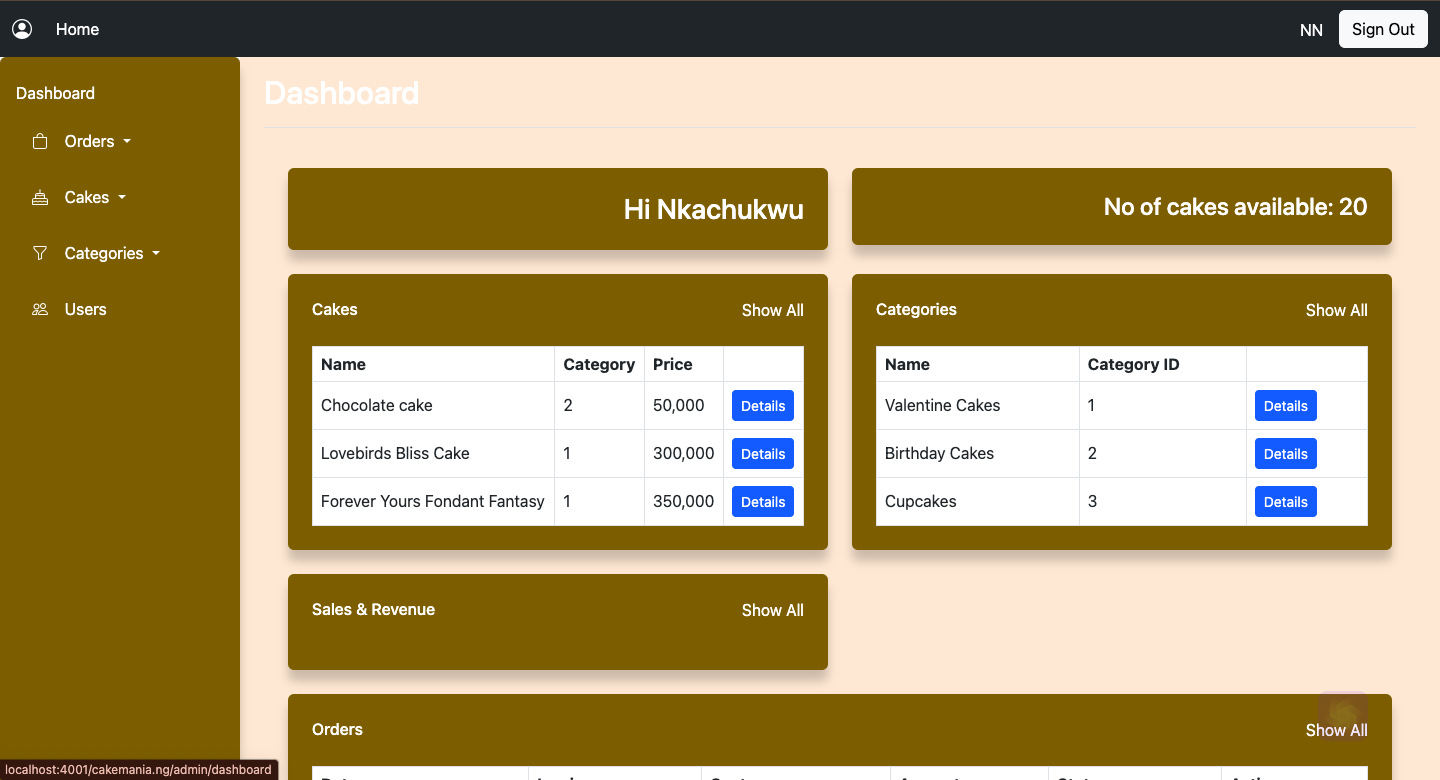 Home NN Sign Out
Dashboard
Orders
Cakes
Categories
Users
Dashboard
Hi Nkachukwu
No of cakes available: 20
Cakes Show All
Name Category Price
Chocolate cake 2 50,000 Details
Lovebirds Bliss Cake 1 300,000 Details
Forever Yours Fondant Fantasy 1 350,000 Details
Categories Show All
Name Category ID
Valentine Cakes 1 Details
Birthday Cakes 2 Details
Cupcakes 3 Details
Sales & Revenue Show All
Orders Show All
localhost:4001/cakemania.ng/admin/dashboard